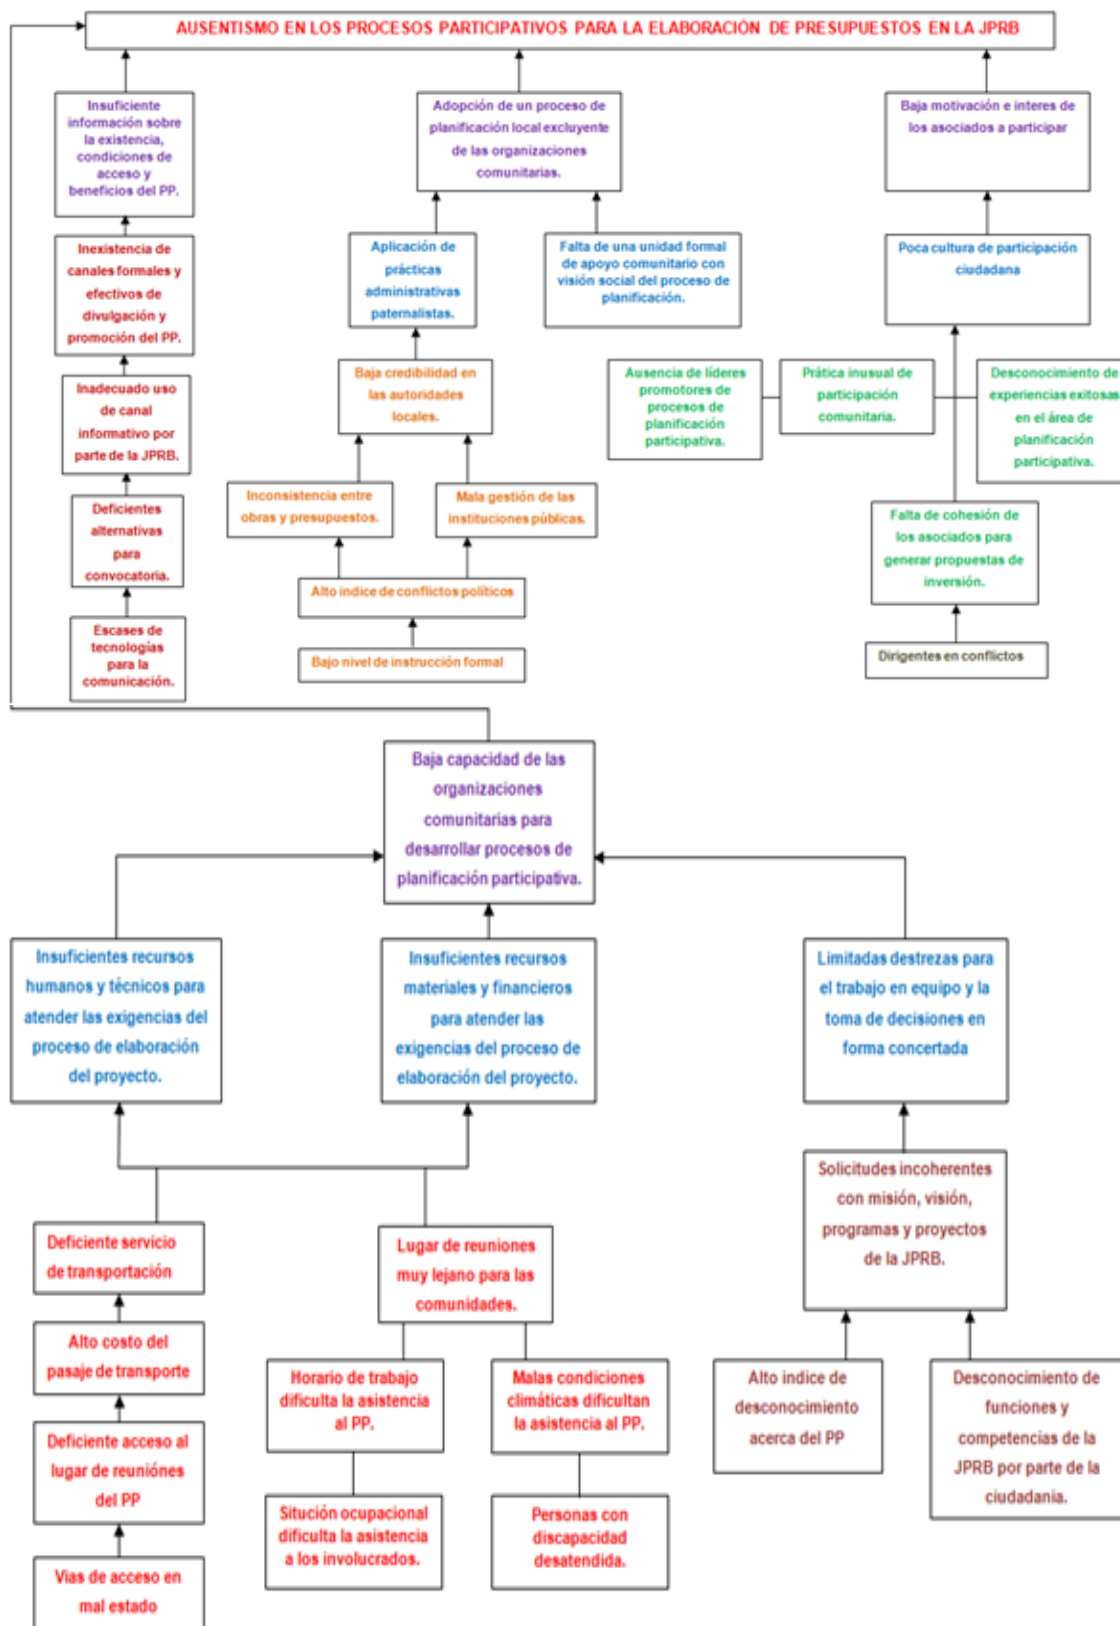 AUSENTISMO EN LOS PROCESOS PARTICIPATIVOS PARA LA ELABORACION DE PRESUPUESTOS EN LA JPRB
Insuficiente
información sobre
la existencia,
condiciones de
acceso y
beneficios del PP.
Adopción de un proceso de
planificación local excluyente
de las organizaciones
comunitarias.
Baja motivación e interes de
los asociados a participar
Inexistencia de
canales formales y
efectivos de
divulgación y
promoción del PP.
Aplicación de
prácticas
administrativas
paternalistas.
Falta de una unidad formal
de apoyo comunitario con
visión social del proceso de
planificación.
Poca cultura de participación
ciudadana
Inadecuado uso
de canal
informativo por
parte de la JPRB.
Baja credibilidad en
las autoridades
locales.
Ausencia de líderes
promotores de
procesos de
planificación
participativa.
Prática inusual de
participación
comunitaria.
Desconocimiento de
experiencias exitosas
en el área de
planificación
participativa.
Deficientes
alternativas
para
convocatoria.
Inconsistencia entre
obras y presupuestos.
Mala gestión de las
instituciones públicas.
Falta de cohesión de
los asociados para
generar propuestas de
inversión.
Alto indice de conflictos políticos
Escases de
tecnologías
para la
comunicación.
Bajo nivel de instrucción formal
Dirigentes en conflictos
Baja capacidad de las
organizaciones
comunitarias para
desarrollar procesos de
planificación participativa.
Insuficientes recursos
humanos y técnicos para
atender las exigencias del
proceso de elaboración
del proyecto.
Insuficientes recursos
materiales y financieros
para atender las
exigencias del proceso de
elaboración del proyecto.
Limitadas destrezas para
el trabajo en equipo y la
toma de decisiones en
forma concertada
Solicitudes incoherentes
con misión, visión,
programas y proyectos
de la JPRB.
Deficiente servicio
de transportación
Lugar de reuniones
muy lejano para las
comunidades.
Alto costo del
pasaje de transporte
Horario de trabajo
dificulta la asistencia
al PP.
Malas condiciones
climáticas dificultan
la asistencia al PP.
Alto indice de
desconocimiento
acerca del PP
Desconocimiento de
funciones y
competencias de la
JPRB por parte de la
ciudadania.
Deficiente acceso al
lugar de reuniónes
del PP
Situción ocupacional
dificulta la asistencia
a los involucrados.
Personas con
discapacidad
desatendida.
Vias de acceso en
mal estado